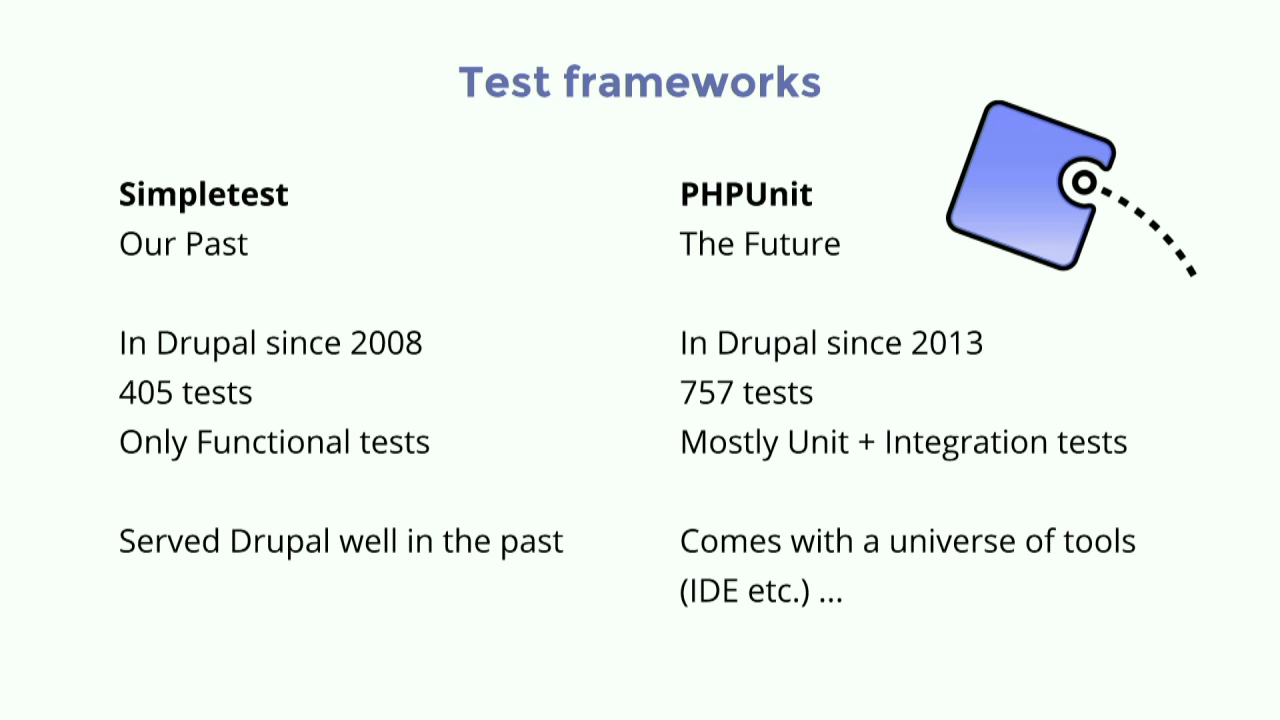 Test frameworks
Simpletest
Our Past
In Drupal since 2008
405 tests
Only Functional tests
Served Drupal well in the past
PHPUnit
The Future
In Drupal since 2013
757 tests
Mostly Unit + Integration tests
Comes with a universe of tools
(IDE etc.) ...